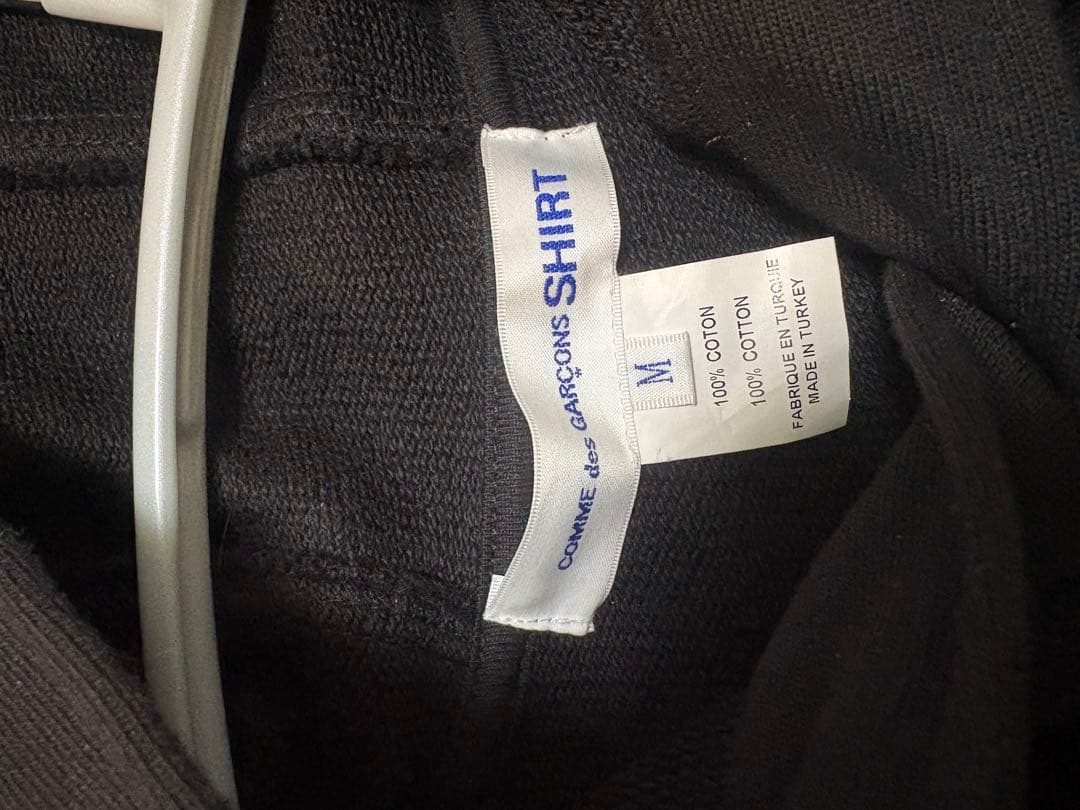 COMME des GARÇONS SHIRT
M
100% COTON
100% COTTON
FABRIQUE EN TURQUIE
MADE IN TURKEY